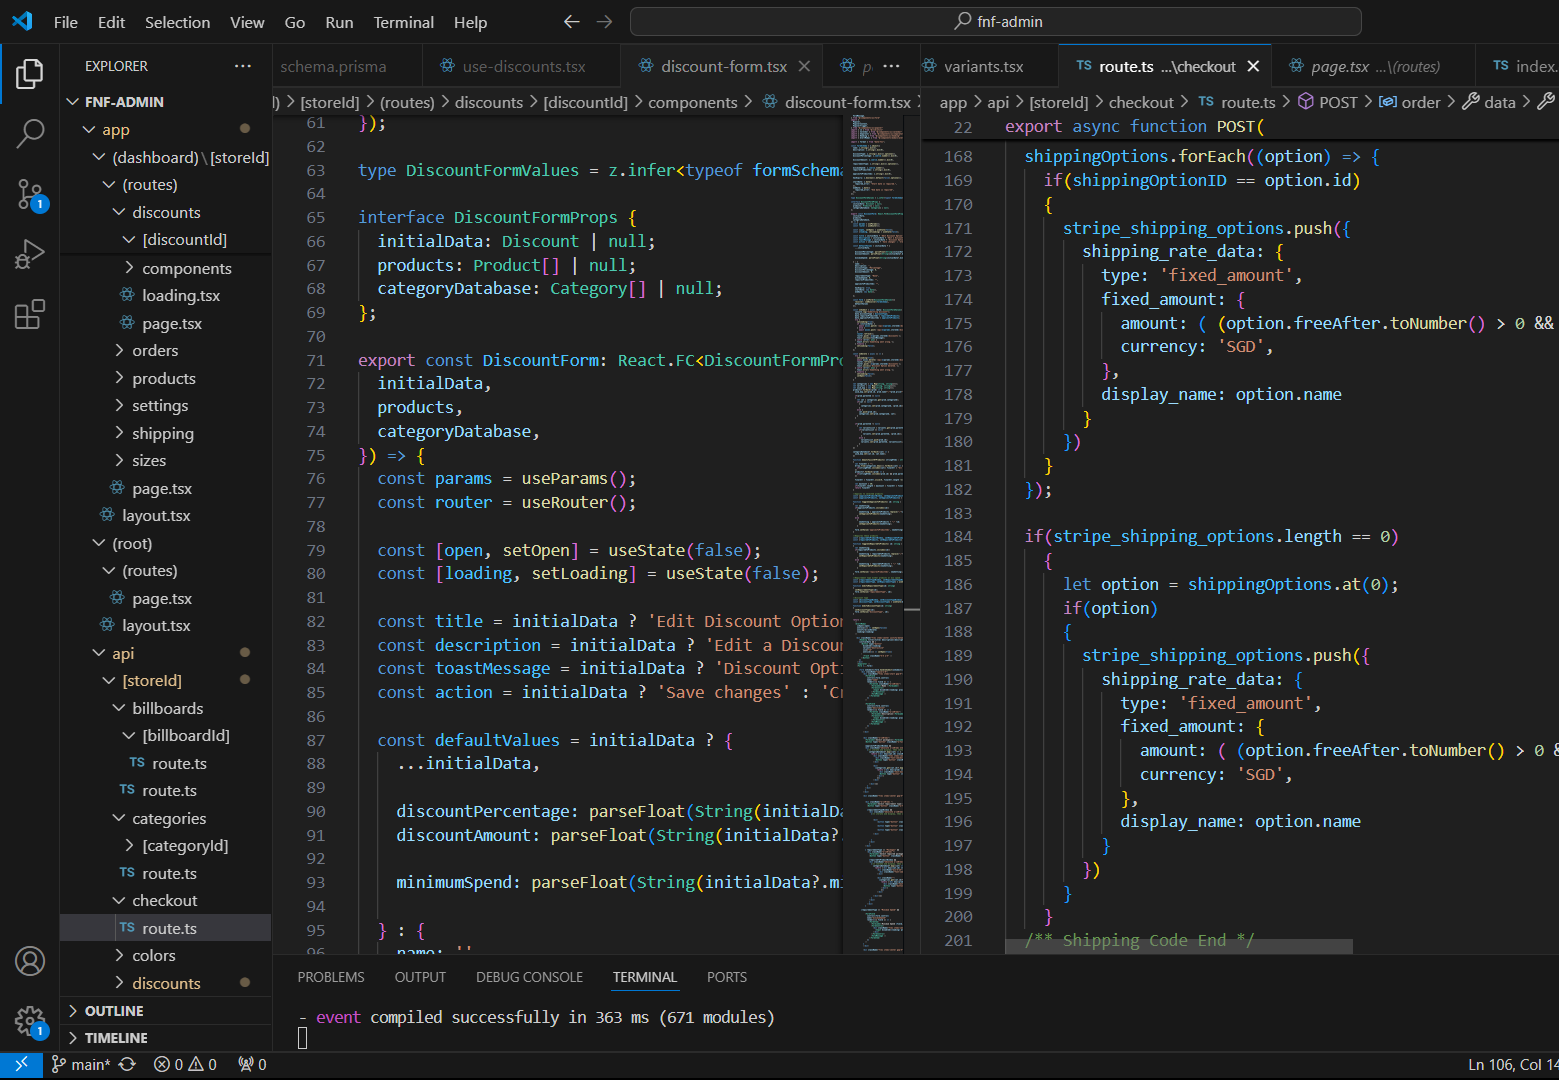 File Edit Selection View Go Run Terminal Help
fnf-admin
EXPLORER
FNF-ADMIN
app
(dashboard)\[storeId]
(routes)
discounts
[discountId]
components
loading.tsx
page.tsx
orders
products
settings
shipping
sizes
page.tsx
layout.tsx
(root)
(routes)
page.tsx
layout.tsx
api
[storeId]
billboards
[billboardId]
TS route.ts
TS route.ts
categories
[categoryId]
TS route.ts
checkout
TS route.ts
colors
discounts
OUTLINE
TIMELINE
1
1
schema.prisma use-discounts.tsx discount-form.tsx
[storeId] > (routes) > discounts > [discountId] > components > discount-form.tsx
61 });
62
63 type DiscountFormValues = z.infer<typeof formSchema
64
65 interface DiscountFormProps {
66 initialData: Discount | null;
67 products: Product[] | null;
68 categoryDatabase: Category[] | null;
69 };
70
71 export const DiscountForm: React.FC<DiscountFormPro
72 initialData,
73 products,
74 categoryDatabase,
75 }) => {
76 const params = useParams();
77 const router = useRouter();
78
79 const [open, setOpen] = useState(false);
80 const [loading, setLoading] = useState(false);
81
82 const title = initialData ? 'Edit Discount Option
83 const description = initialData ? 'Edit a Discoun
84 const toastMessage = initialData ? 'Discount Opti
85 const action = initialData ? 'Save changes' : 'Cr
86
87 const defaultValues = initialData ? {
88 ...initialData,
89
90 discountPercentage: parseFloat(String(initialDa
91 discountAmount: parseFloat(String(initialData?.
92
93 minimumSpend: parseFloat(String(initialData?.mi
94
95 } : {
96 name: ''
variants.tsx TS route.ts ...\checkout page.tsx ...\(routes) TS index.
app > api > [storeId] > checkout > TS route.ts > POST > order > data >
22 export async function POST(
168 shippingOptions.forEach((option) => {
169 if(shippingOptionID == option.id)
170 {
171 stripe_shipping_options.push({
172 shipping_rate_data: {
173 type: 'fixed_amount',
174 fixed_amount: {
175 amount: ( (option.freeAfter.toNumber() > 0 &&
176 currency: 'SGD',
177 },
178 display_name: option.name
179 }
180 })
181 }
182 });
183
184 if(stripe_shipping_options.length == 0)
185 {
186 let option = shippingOptions.at(0);
187 if(option)
188 {
189 stripe_shipping_options.push({
190 shipping_rate_data: {
191 type: 'fixed_amount',
192 fixed_amount: {
193 amount: ( (option.freeAfter.toNumber() > 0 &
194 currency: 'SGD',
195 },
196 display_name: option.name
197 }
198 })
199 }
200 }
201 /** Shipping Code End */
PROBLEMS OUTPUT DEBUG CONSOLE TERMINAL PORTS
- event compiled successfully in 363 ms (671 modules)
main* 0 0 0
Ln 106, Col 14